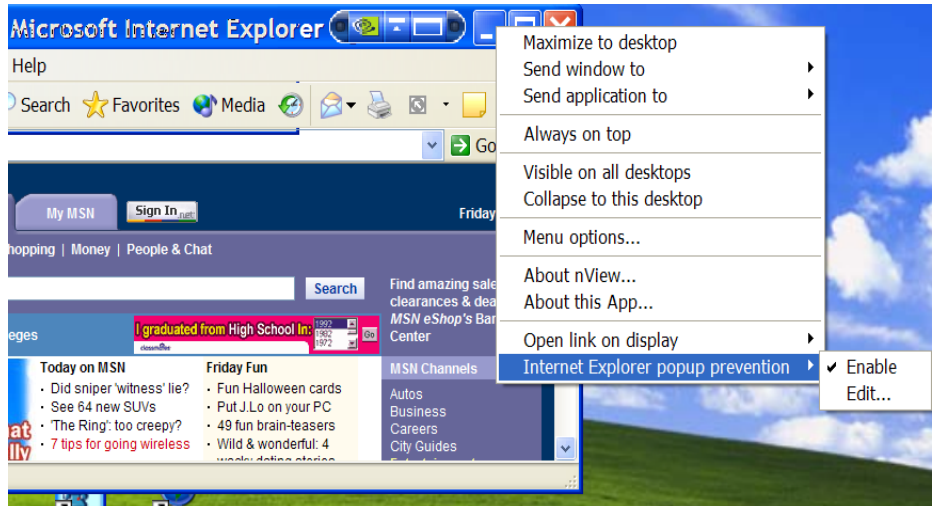 Microsoft Internet Explorer
Help
Search Favorites Media
Go
My MSN Sign In .net Friday
hopping | Money | People & Chat
Search
Find amazing sale
clearances & dea
MSN eShop's Bar
Center
eges
I graduated from High School In: 1992 1982 1972 Go
classmates
Today on MSN
· Did sniper 'witness' lie?
· See 64 new SUVs
· 'The Ring': too creepy?
· 7 tips for going wireless
Friday Fun
· Fun Halloween cards
· Put J.Lo on your PC
· 49 fun brain-teasers
· Wild & wonderful: 4
MSN Channels
Autos
Business
Careers
City Guides
Maximize to desktop
Send window to
Send application to
Always on top
Visible on all desktops
Collapse to this desktop
Menu options...
About nView...
About this App...
Open link on display
Internet Explorer popup prevention
Enable
Edit...